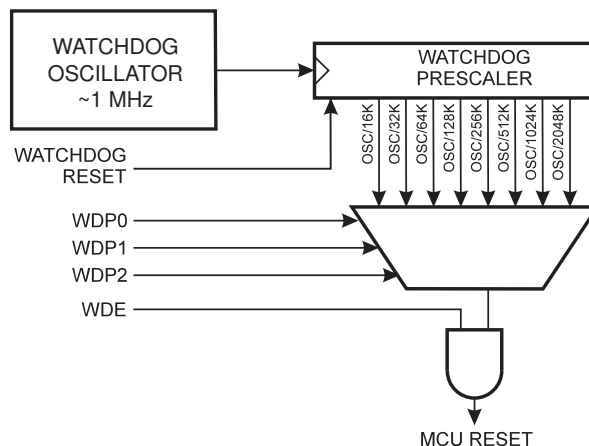 WATCHDOG
OSCILLATOR
~1 MHz
WATCHDOG
PRESCALER
WATCHDOG
RESET
OSC/16K
OSC/32K
OSC/64K
OSC/128K
OSC/256K
OSC/512K
OSC/1024K
OSC/2048K
WDP0
WDP1
WDP2
WDE
MCU RESET